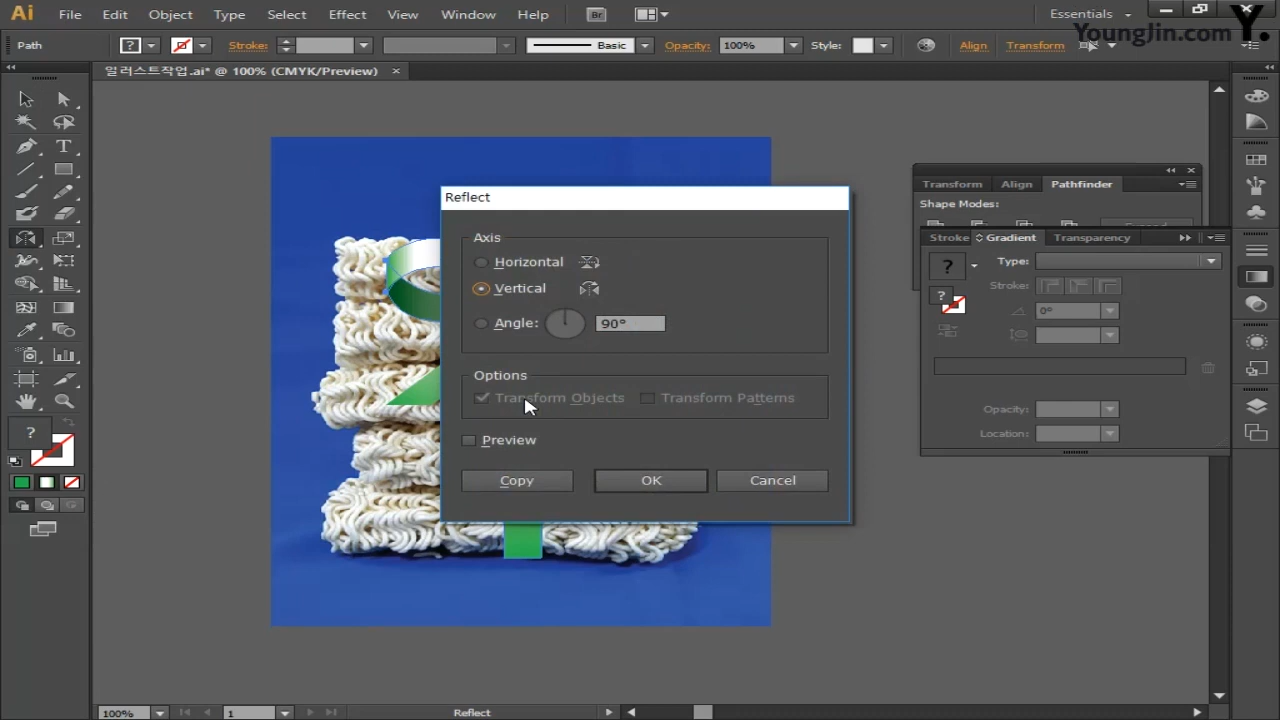 Ai File Edit Object Type Select Effect View Window Help Br Essentials
YoungJin.com Y.
Path ? Stroke: Basic Opacity: 100% Style: Align Transform
일러스트작업.ai* @ 100% (CMYK/Preview) ×
Reflect
Axis
Horizontal
Vertical
Angle: 90°
Options
Transform Objects Transform Patterns
Preview
Copy OK Cancel
Transform Align Pathfinder
Shape Modes:
Expand
Stroke Gradient Transparency
? Type:
Stroke:
?
0°
Opacity:
Location:
T
?
100% 1 Reflect